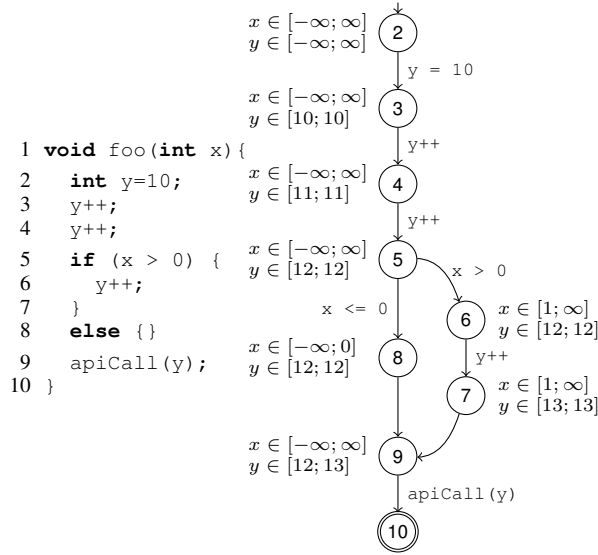 1 void foo(int x){
2 int y=10;
3 y++;
4 y++;
5 if (x > 0) {
6 y++;
7 }
8 else {}
9 apiCall(y);
10 }
x ∈ [−∞; ∞]
y ∈ [−∞; ∞]
2
y = 10
x ∈ [−∞; ∞]
y ∈ [10; 10]
3
y++
x ∈ [−∞; ∞]
y ∈ [11; 11]
4
y++
x ∈ [−∞; ∞]
y ∈ [12; 12]
5
x > 0
x <= 0
6
x ∈ [1; ∞]
y ∈ [12; 12]
y++
x ∈ [−∞; 0]
y ∈ [12; 12]
8
7
x ∈ [1; ∞]
y ∈ [13; 13]
x ∈ [−∞; ∞]
y ∈ [12; 13]
9
apiCall(y)
10